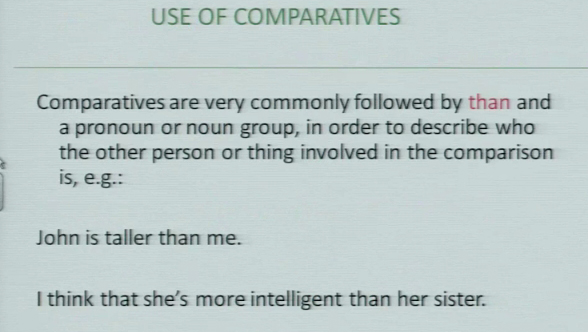 USE OF COMPARATIVES
Comparatives are very commonly followed by than and
a pronoun or noun group, in order to describe who
the other person or thing involved in the comparison
is, e.g.:
John is taller than me.
I think that she's more intelligent than her sister.